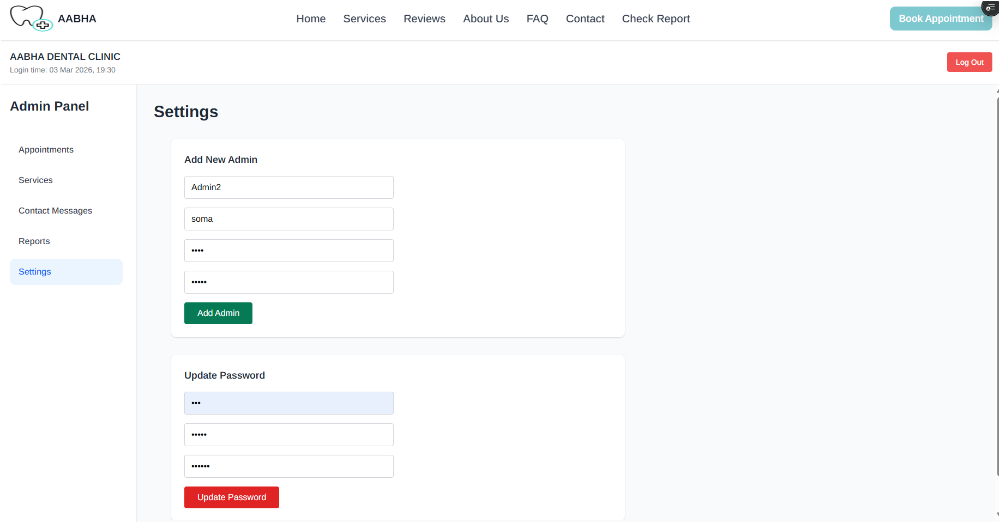 AABHA
Home Services Reviews About Us FAQ Contact Check Report
Book Appointment
AABHA DENTAL CLINIC
Login time: 03 Mar 2026, 19:30
Log Out
Admin Panel
Appointments
Services
Contact Messages
Reports
Settings
Settings
Add New Admin
Admin2
soma
••••
•••••
Add Admin
Update Password
•••
•••••
••••••
Update Password